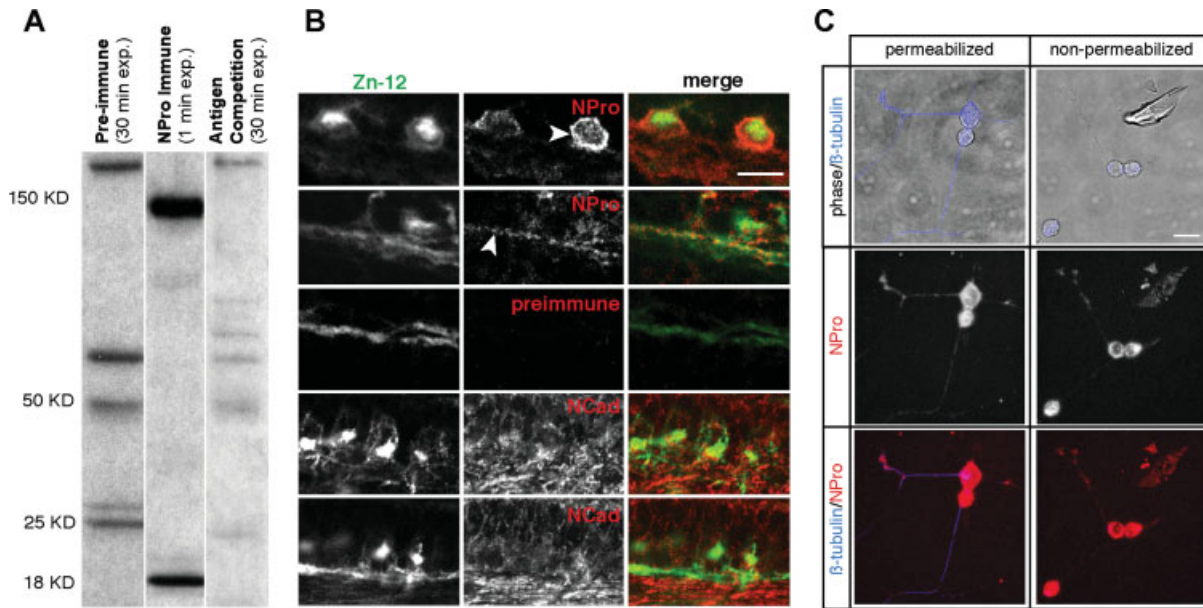 A
Pre-immune
(30 min exp.)
NPro Immune
(1 min exp.)
Antigen
Competition
(30 min exp.)
150 KD
50 KD
25 KD
18 KD
B
Zn-12
merge
NPro
NPro
preimmune
NCad
NCad
C
permeabilized
non-permeabilized
phase/ß-tubulin
NPro
ß-tubulin/NPro